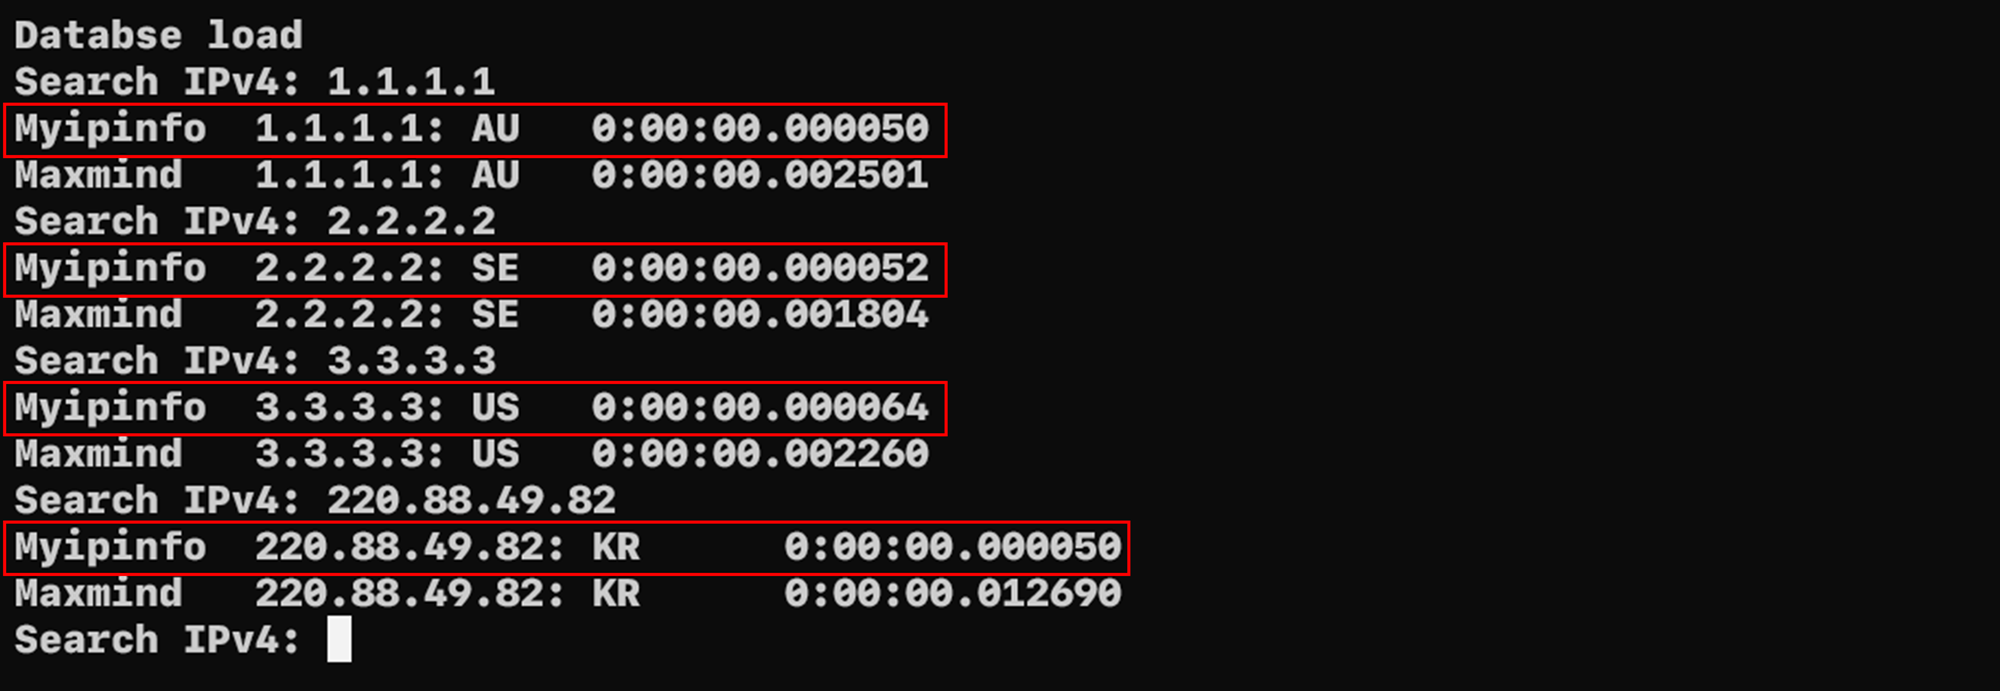 Databse load
Search IPv4: 1.1.1.1
Myipinfo  1.1.1.1: AU   0:00:00.000050
Maxmind   1.1.1.1: AU   0:00:00.002501
Search IPv4: 2.2.2.2
Myipinfo  2.2.2.2: SE   0:00:00.000052
Maxmind   2.2.2.2: SE   0:00:00.001804
Search IPv4: 3.3.3.3
Myipinfo  3.3.3.3: US   0:00:00.000064
Maxmind   3.3.3.3: US   0:00:00.002260
Search IPv4: 220.88.49.82
Myipinfo  220.88.49.82: KR      0:00:00.000050
Maxmind   220.88.49.82: KR      0:00:00.012690
Search IPv4: